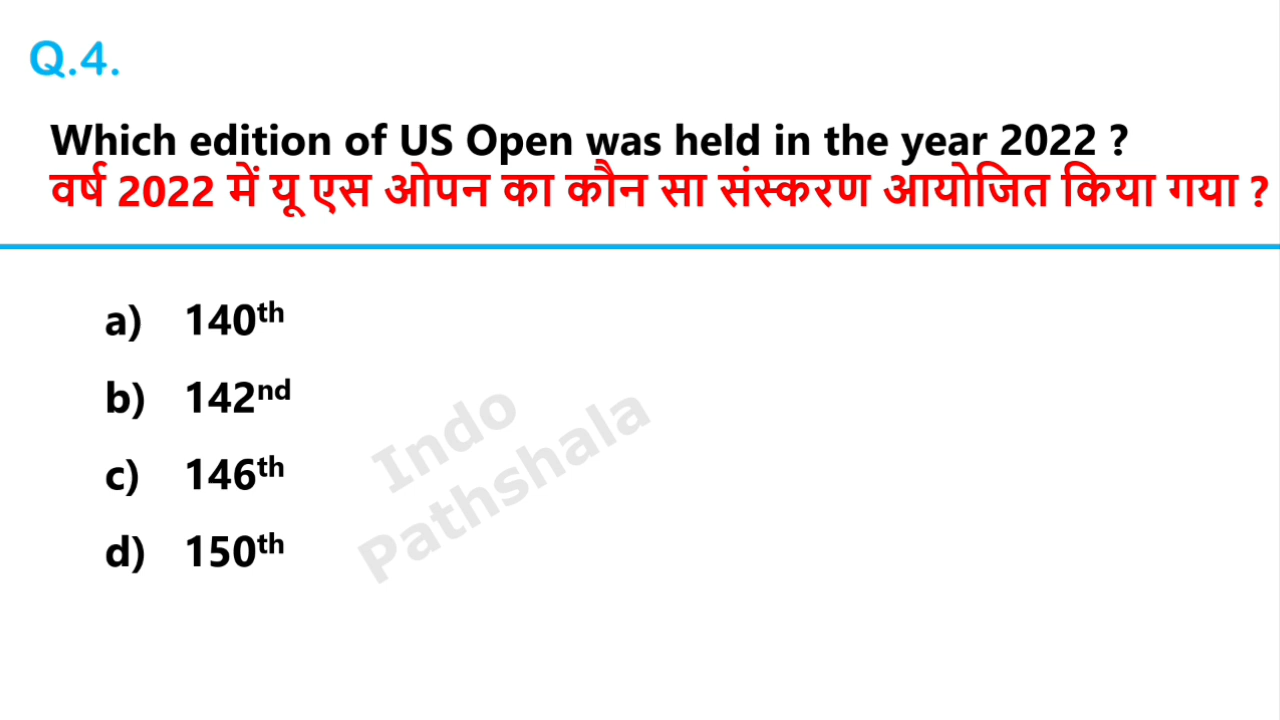 Q.4.
Which edition of US Open was held in the year 2022 ?
वर्ष 2022 में यू एस ओपन का कौन सा संस्करण आयोजित किया गया ?
a) 140th
b) 142nd
c) 146th
d) 150th
Indo
Pathshala